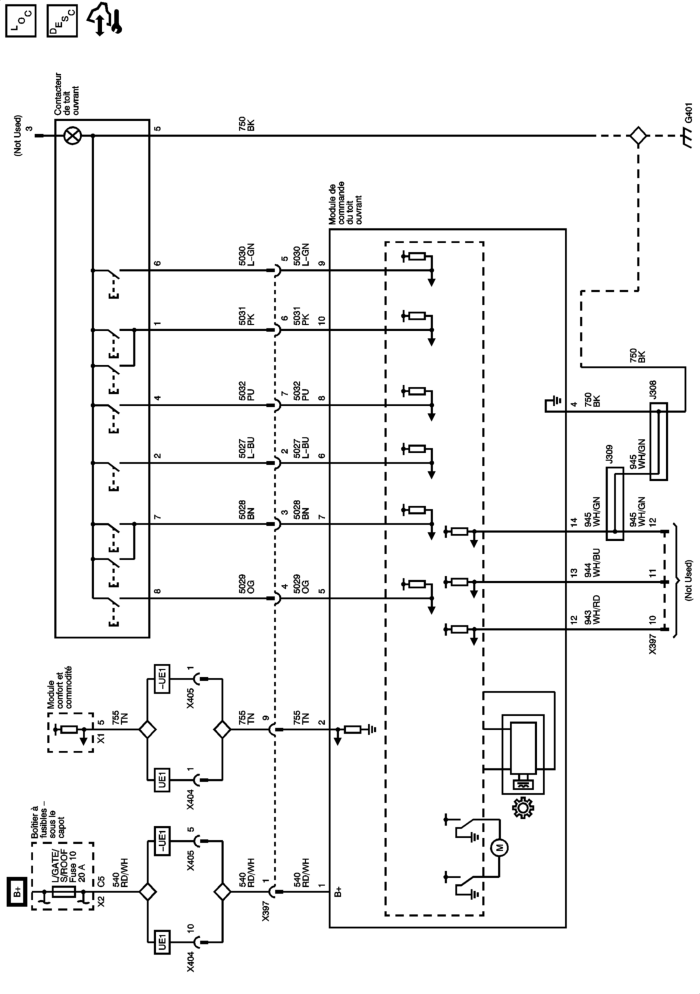 B+
Boîtier à
fusibles –
sous le
capot
L/GATE/
S/ROOF
Fuse 10
20 A
X2
C5
540
RD/WH
UE1
–UE1
10
5
X404
X405
540
RD/WH
1
X397
540
RD/WH
1
B+
M
Module
confort et
commodité
X1
5
755
TN
UE1
–UE1
1
1
X404
X405
755
TN
9
755
TN
2
Contacteur
de toit
ouvrant
8
5029
OG
4
5029
OG
5
7
5028
BN
3
5028
BN
7
2
5027
L-BU
2
5027
L-BU
6
4
5032
PU
7
5032
PU
8
1
5031
PK
6
5031
PK
10
6
5030
L-GN
5
5030
L-GN
9
Module de
commande
du toit
ouvrant
(Not Used)
3
5
750
BK
G401
12
943
WH/RD
10
X397
13
944
WH/BU
11
14
945
WH/GN
J309
945
WH/GN
12
945
WH/GN
(Not Used)
4
750
BK
J308
750
BK
LOC
DESC